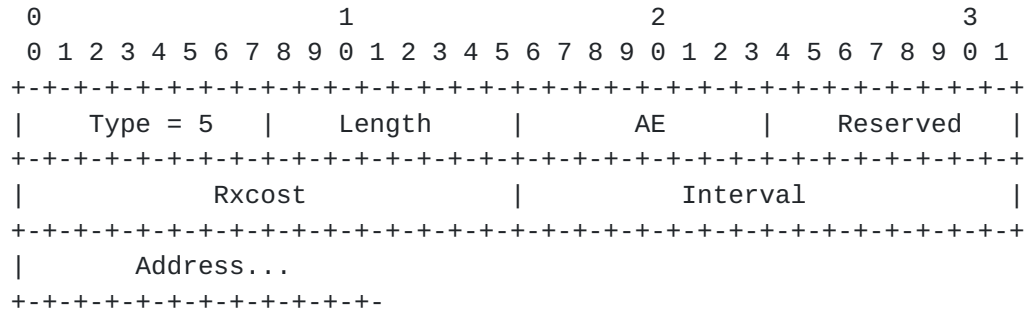 0                   1                   2                   3
 0 1 2 3 4 5 6 7 8 9 0 1 2 3 4 5 6 7 8 9 0 1 2 3 4 5 6 7 8 9 0 1
+-+-+-+-+-+-+-+-+-+-+-+-+-+-+-+-+-+-+-+-+-+-+-+-+-+-+-+-+-+-+-+-+
|    Type = 5   |    Length     |       AE      |    Reserved   |
+-+-+-+-+-+-+-+-+-+-+-+-+-+-+-+-+-+-+-+-+-+-+-+-+-+-+-+-+-+-+-+-+
|            Rxcost             |          Interval             |
+-+-+-+-+-+-+-+-+-+-+-+-+-+-+-+-+-+-+-+-+-+-+-+-+-+-+-+-+-+-+-+-+
|       Address...
+-+-+-+-+-+-+-+-+-+-+-+-